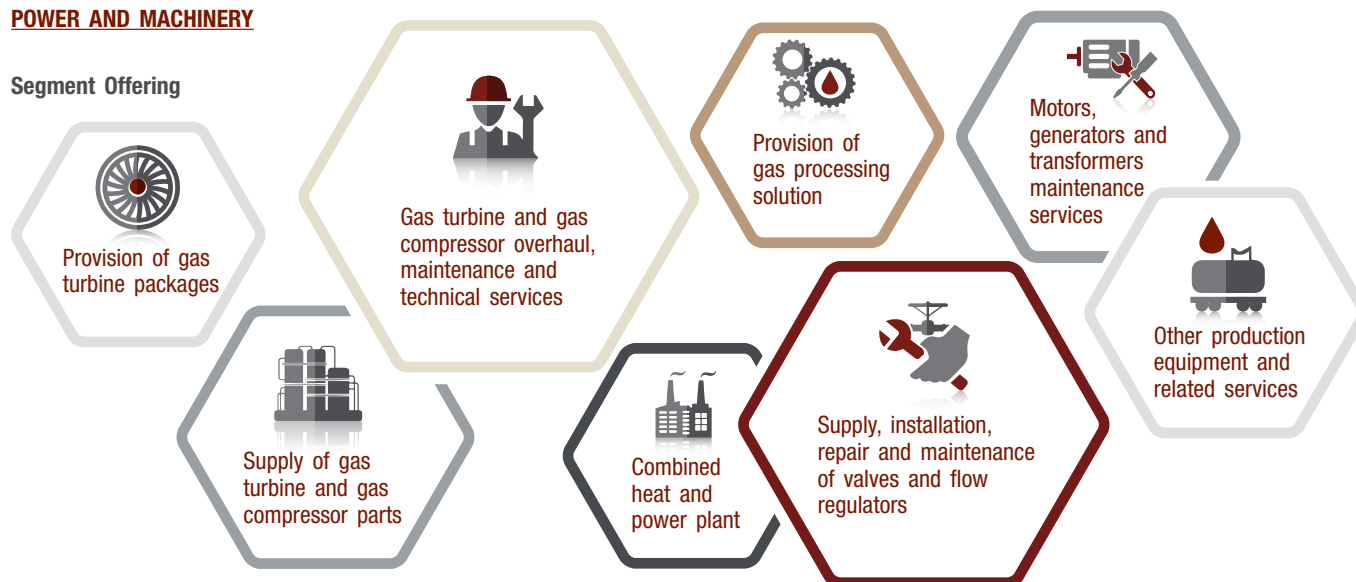 POWER AND MACHINERY
Segment Offering
Provision of gas
turbine packages
Gas turbine and gas
compressor overhaul,
maintenance and
technical services
Provision of
gas processing
solution
Motors,
generators and
transformers
maintenance
services
Other production
equipment and
related services
Supply of gas
turbine and gas
compressor parts
Combined
heat and
power plant
Supply, installation,
repair and maintenance
of valves and flow
regulators